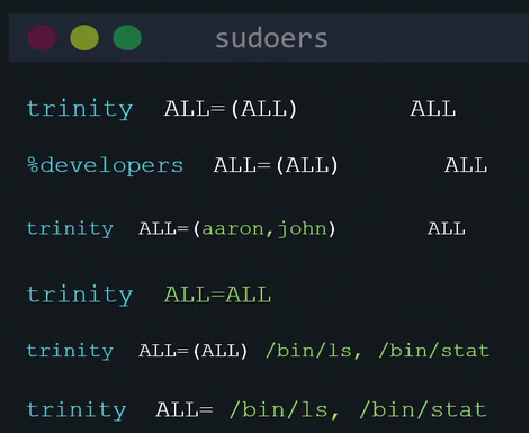 sudoers
trinity ALL=(ALL) ALL
%developers ALL=(ALL) ALL
trinity ALL=(aaron,john) ALL
trinity ALL=ALL
trinity ALL=(ALL) /bin/ls, /bin/stat
trinity ALL= /bin/ls, /bin/stat